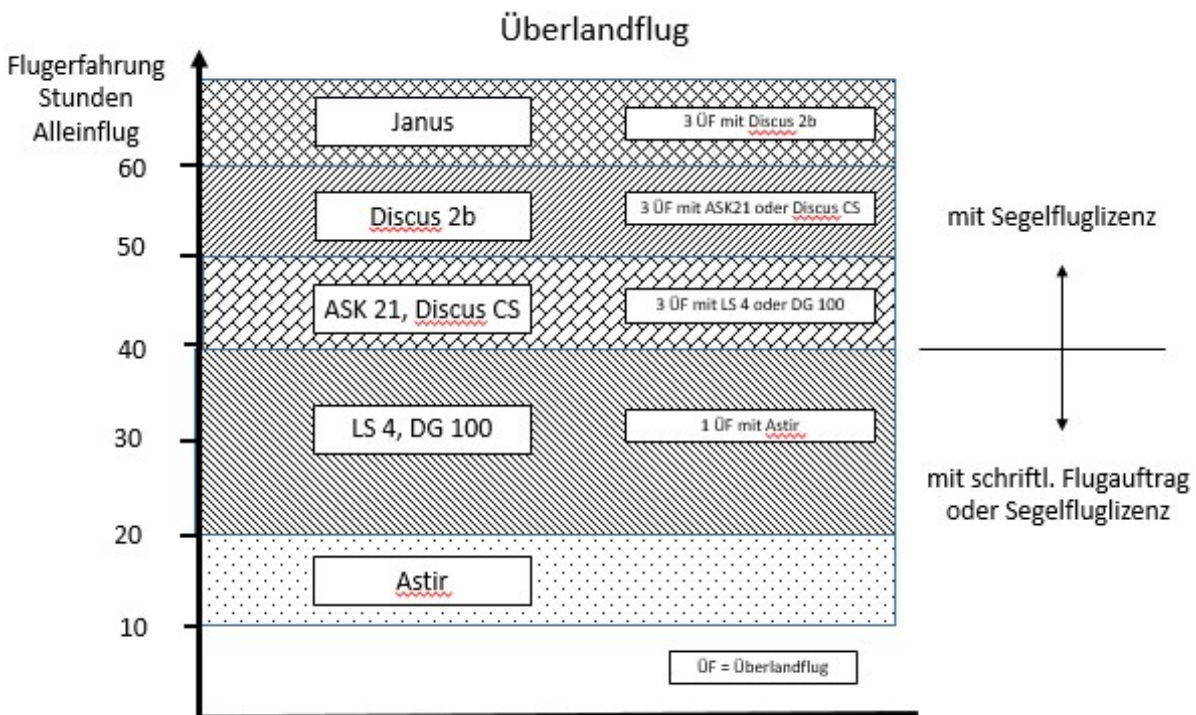 Überlandflug
Flugerfahrung
Stunden
Alleinflug
Janus
3 ÜF mit Discus 2b
60
Discus 2b
3 ÜF mit ASK21 oder Discus CS
mit Segelfluglizenz
50
ASK 21, Discus CS
3 ÜF mit LS 4 oder DG 100
40
LS 4, DG 100
1 ÜF mit Astir
30
mit schriftl. Flugauftrag
oder Segelfluglizenz
20
Astir
10
ÜF = Überlandflug